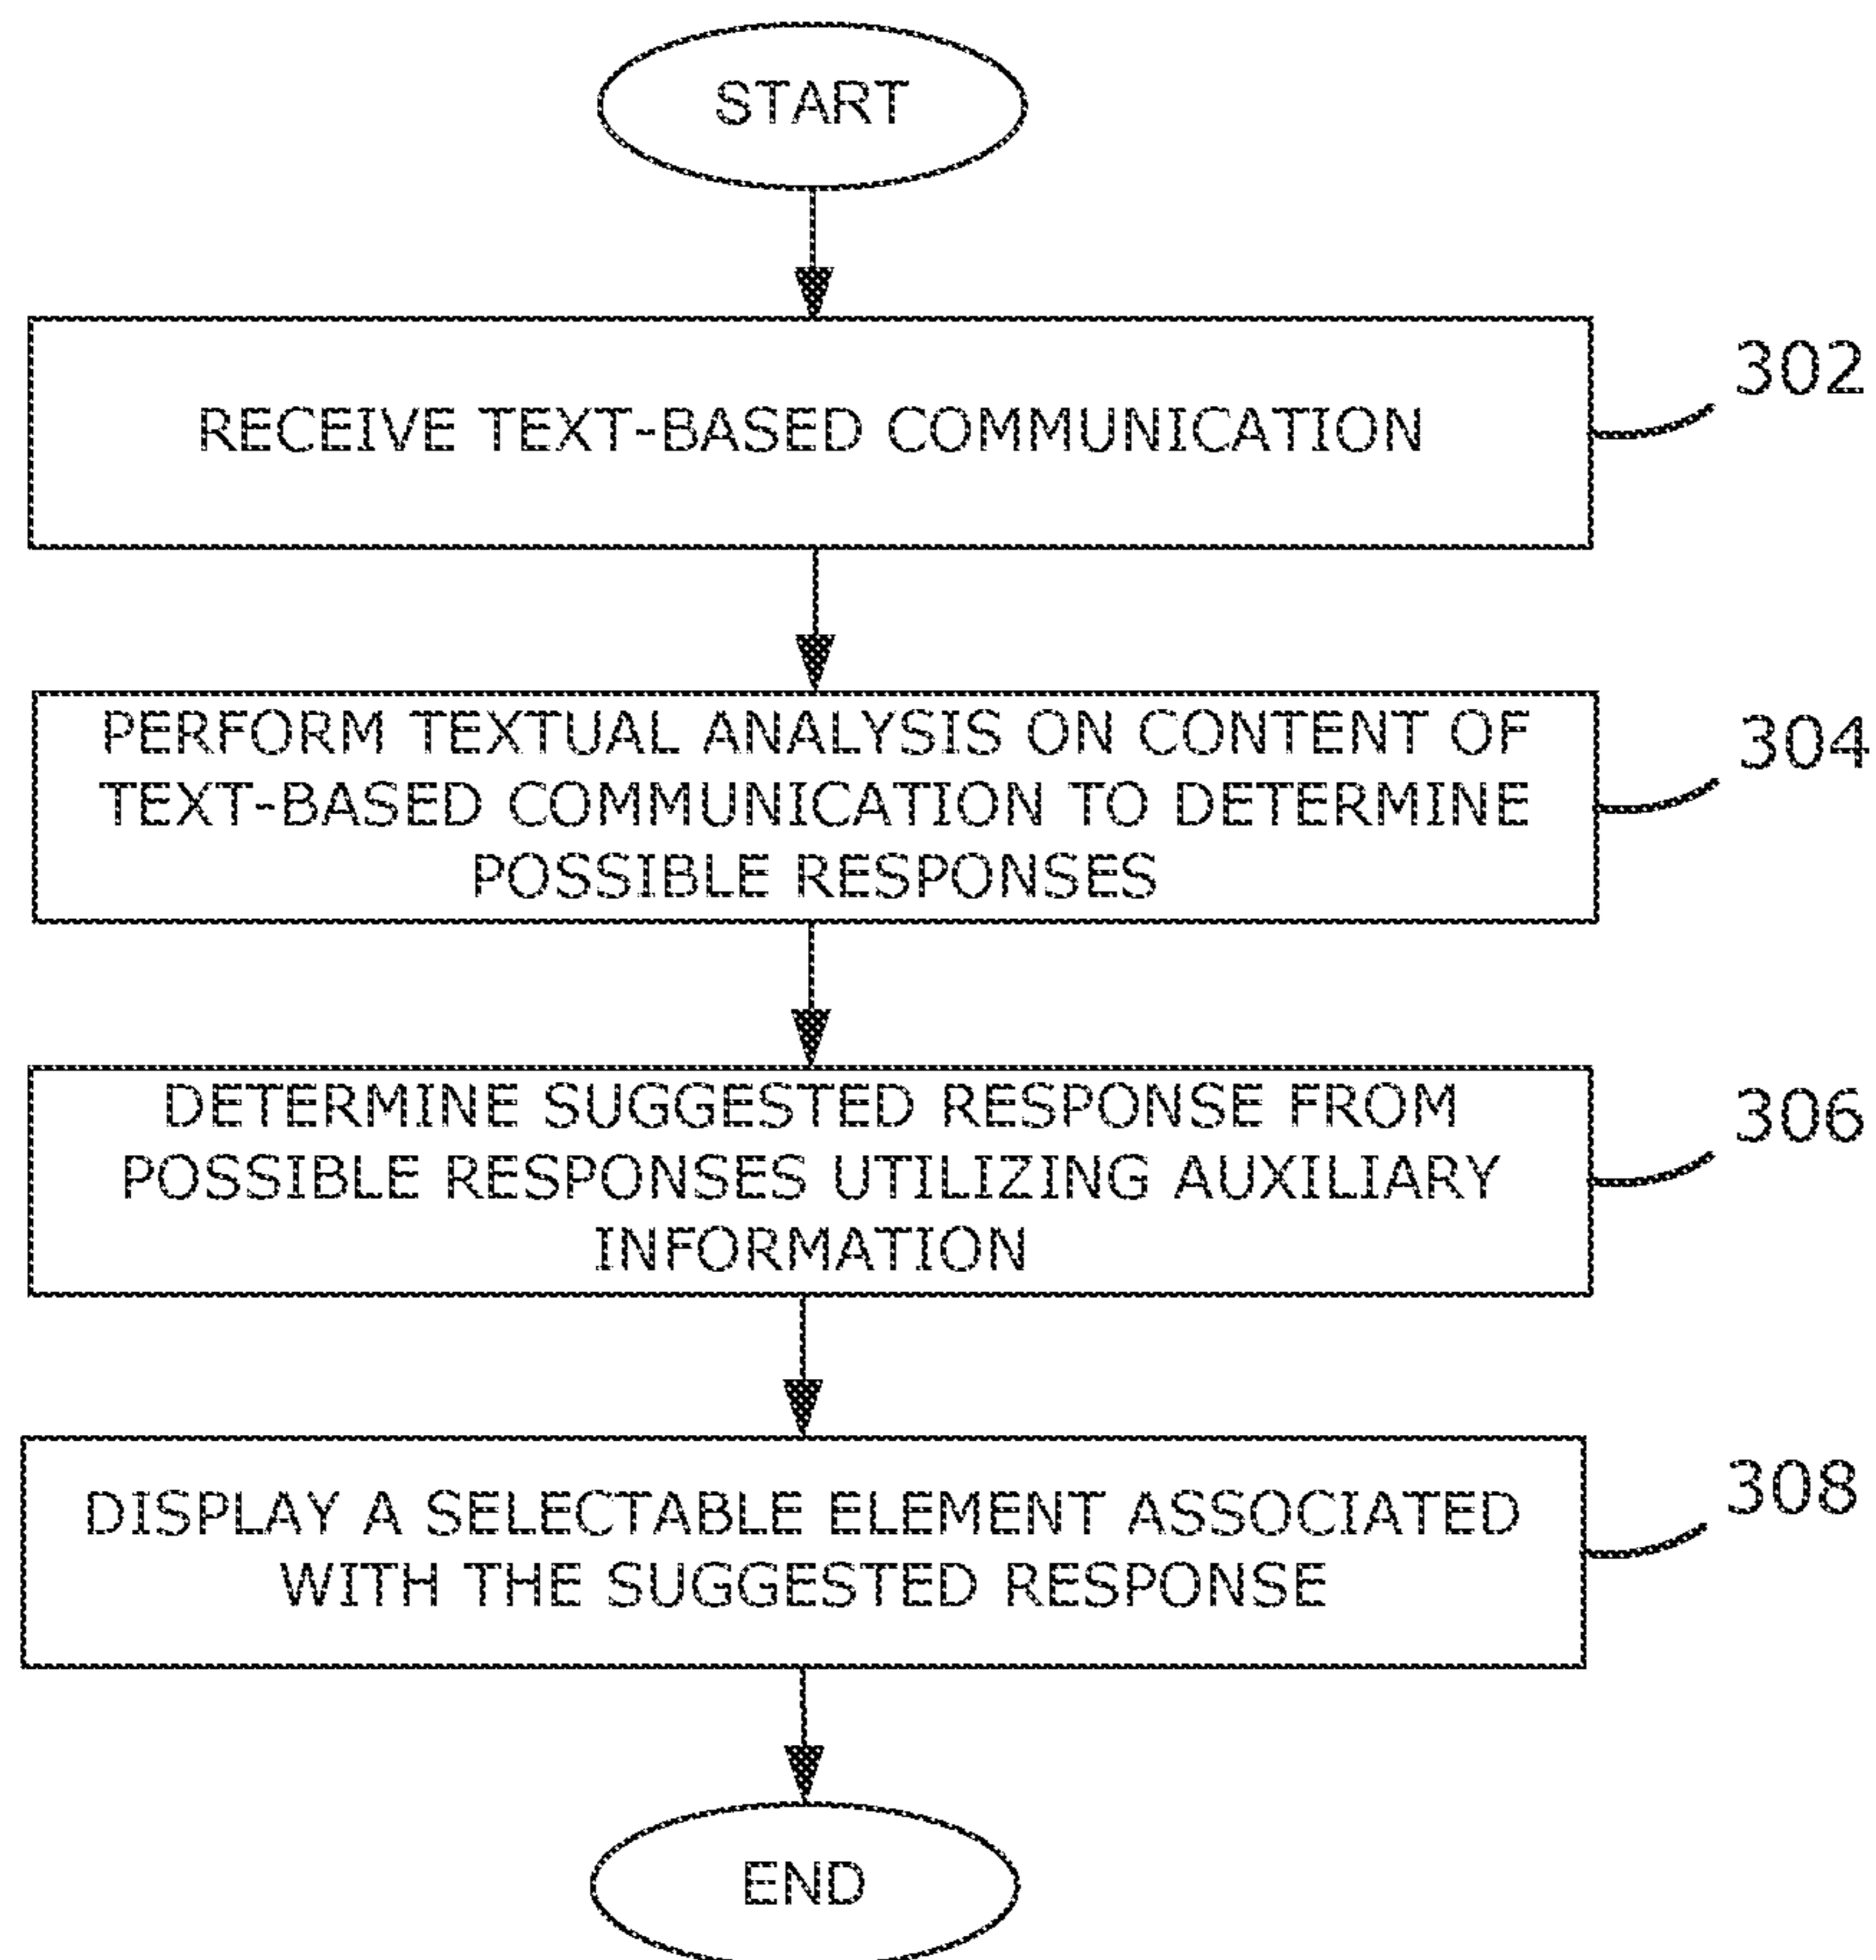 START
RECEIVE TEXT-BASED COMMUNICATION
302
PERFORM TEXTUAL ANALYSIS ON CONTENT OF
TEXT-BASED COMMUNICATION TO DETERMINE
POSSIBLE RESPONSES
304
DETERMINE SUGGESTED RESPONSE FROM
POSSIBLE RESPONSES UTILIZING AUXILIARY
INFORMATION
306
DISPLAY A SELECTABLE ELEMENT ASSOCIATED
WITH THE SUGGESTED RESPONSE
308
END